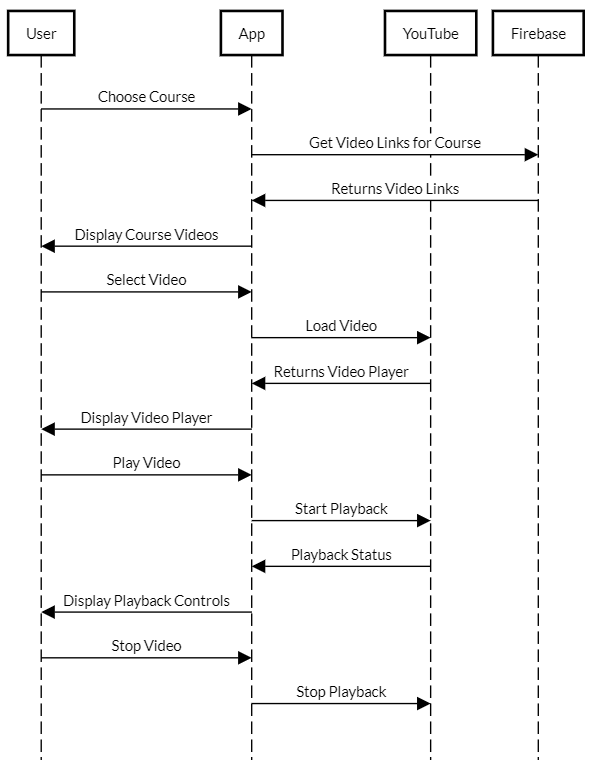 User
App
YouTube
Firebase
Choose Course
Get Video Links for Course
Returns Video Links
Display Course Videos
Select Video
Load Video
Returns Video Player
Display Video Player
Play Video
Start Playback
Playback Status
Display Playback Controls
Stop Video
Stop Playback